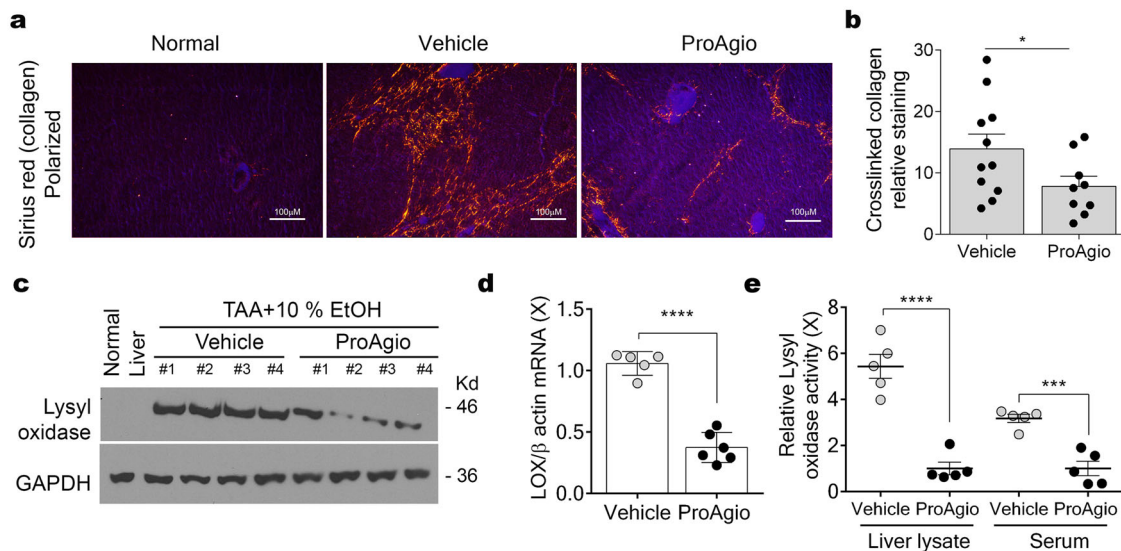 a
Normal
Vehicle
ProAgio
Sirius red (collagen)
Polarized
100μM
100μM
100μM
b
*
Crosslinked collagen
relative staining
30
20
10
0
Vehicle
ProAgio
c
TAA+10 % EtOH
Normal
Liver
Vehicle
ProAgio
#1 #2 #3 #4 #1 #2 #3 #4
Kd
Lysyl
oxidase
- 46
GAPDH
- 36
d
****
LOX/β actin mRNA (X)
1.5
1.0
0.5
0.0
Vehicle ProAgio
e
****
***
Relative Lysyl
oxidase activity (X)
8
6
4
2
0
Vehicle ProAgio Vehicle ProAgio
Liver lysate
Serum